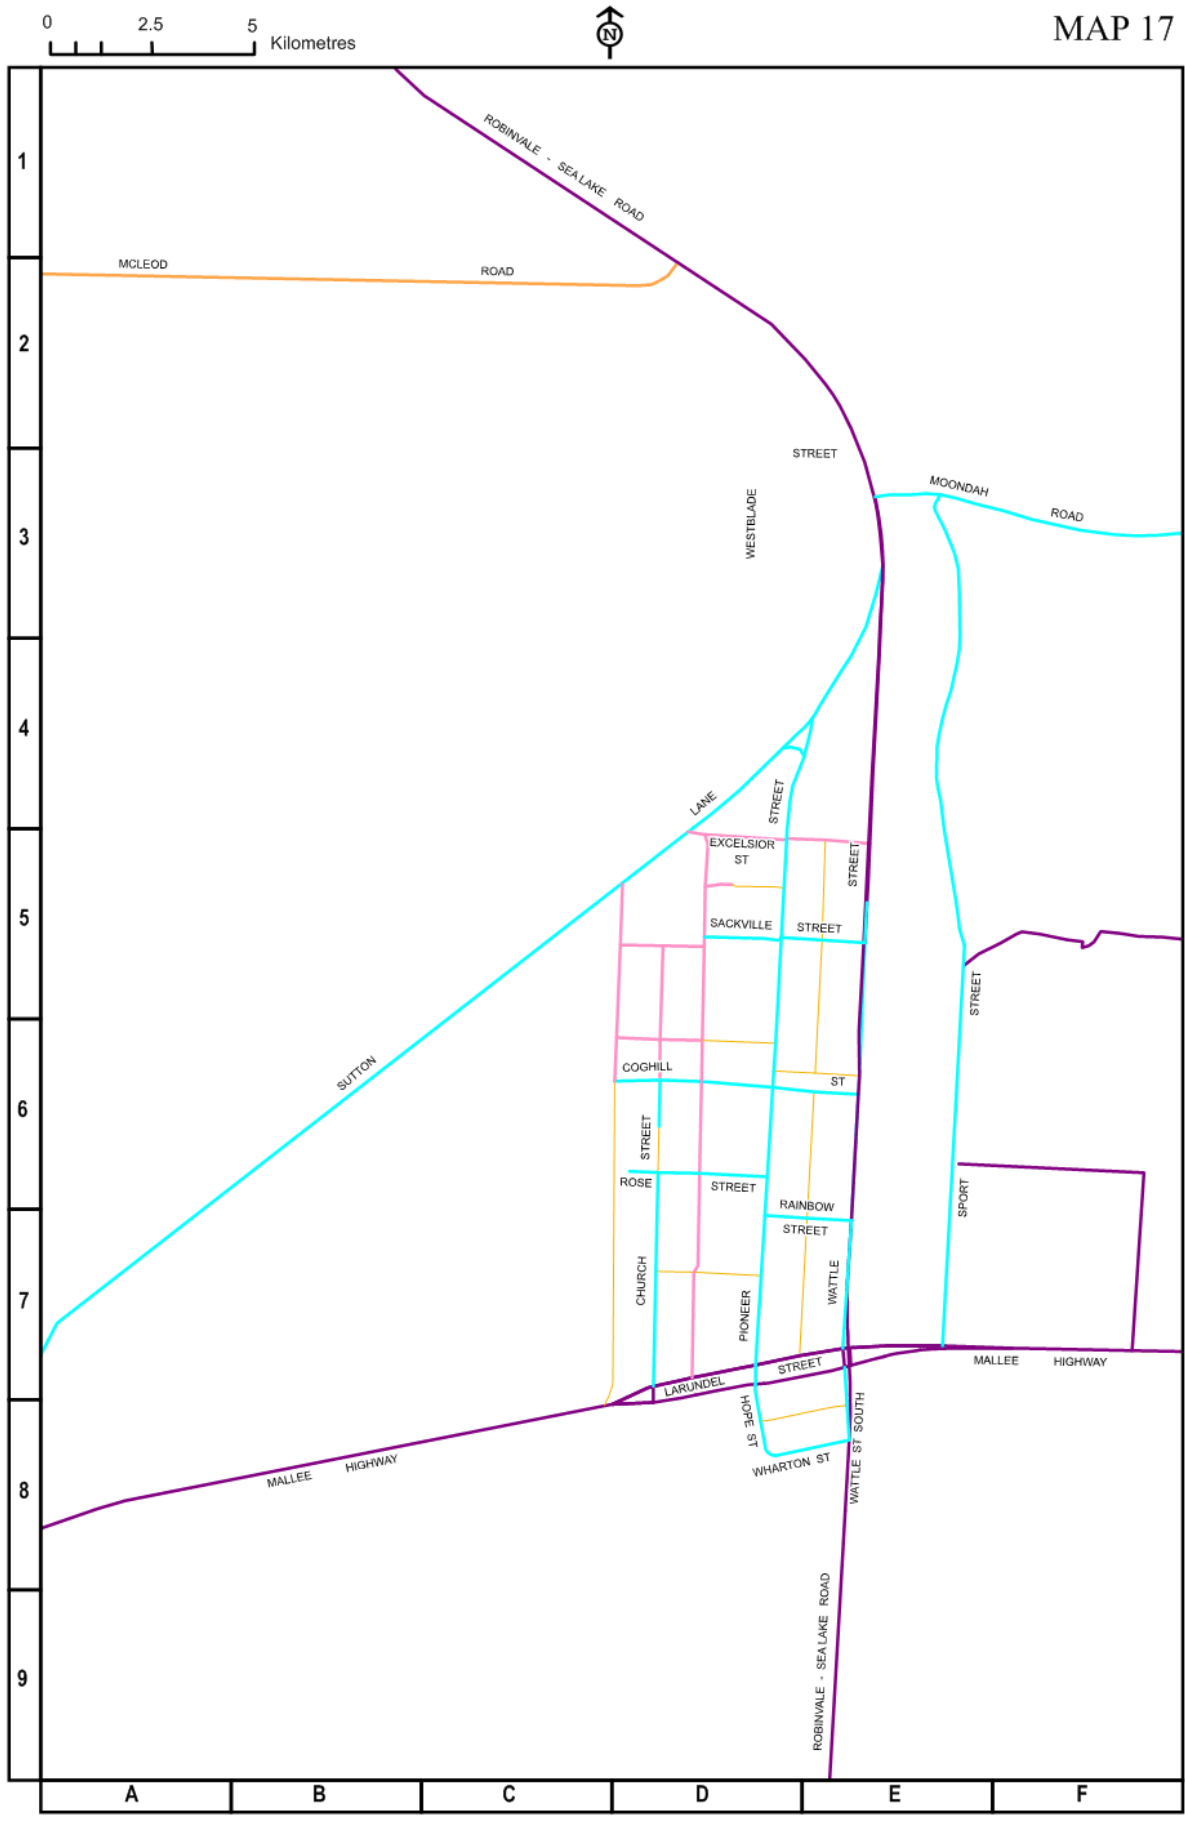 0 2.5 5 Kilometres
N
MAP 17
1
ROBINVALE - SEA LAKE ROAD
MCLEOD ROAD
2
STREET
MOONDAH ROAD
WESTBLADE
3
4
LANE
STREET
EXCELSIOR
ST
STREET
5
SACKVILLE STREET
STREET
SUTTON
COGHILL ST
6
STREET
ROSE STREET
SPORT
RAINBOW
STREET
CHURCH
WATTLE
7
PIONEER
LARUNDEL STREET
MALLEE HIGHWAY
HOPE ST
WATTLE ST SOUTH
WHARTON ST
MALLEE HIGHWAY
8
ROBINVALE - SEA LAKE ROAD
9
A B C D E F